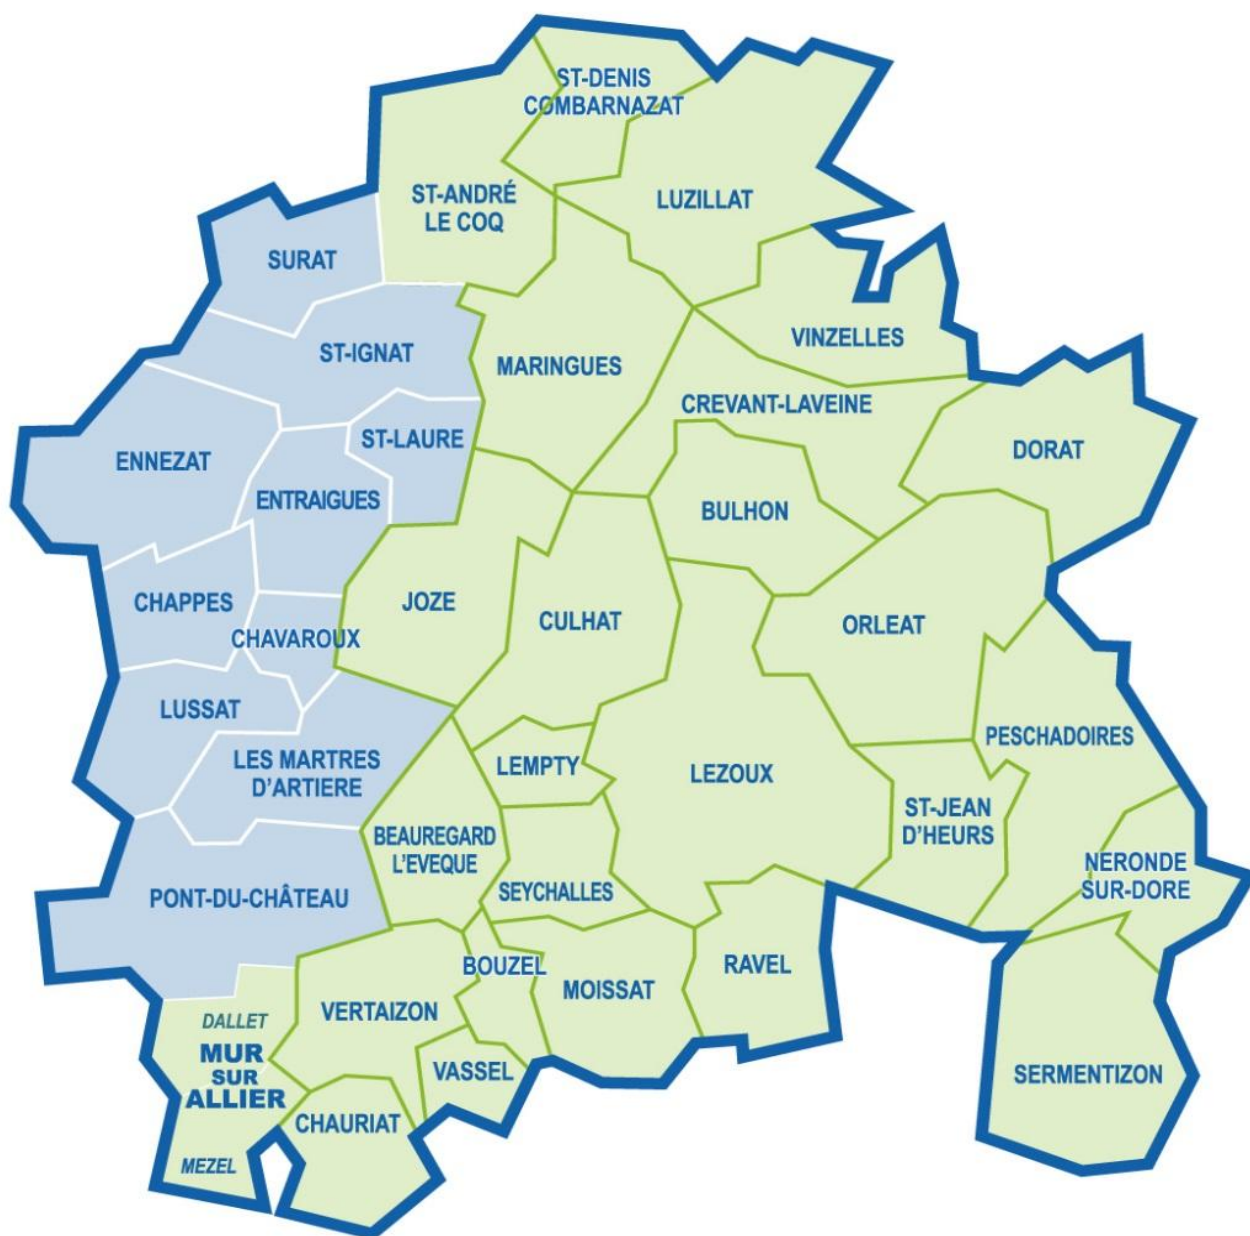 ST-DENIS
COMBARNAZAT
ST-ANDRÉ
LE COQ
LUZILLAT
SURAT
ST-IGNAT
VINZELLES
MARINGUES
CREVANT-LAVEINE
ST-LAURE
ENNEZAT
DORAT
ENTRAIGUES
BULHON
CHAPPES
JOZE
CULHAT
ORLEAT
CHAVAROUX
LUSSAT
PESCHADOIRES
LES MARTRES
D'ARTIERE
LEMPTY
LEZOUX
ST-JEAN
D'HEURS
BEAUREGARD
L'EVEQUE
NERONDE
SUR-DORE
SEYCHALLES
PONT-DU-CHÂTEAU
BOUZEL
RAVEL
MOISSAT
VERTAIZON
DALLET
MUR
SUR
ALLIER
VASSEL
SERMENTIZON
CHAURIAT
MEZEL